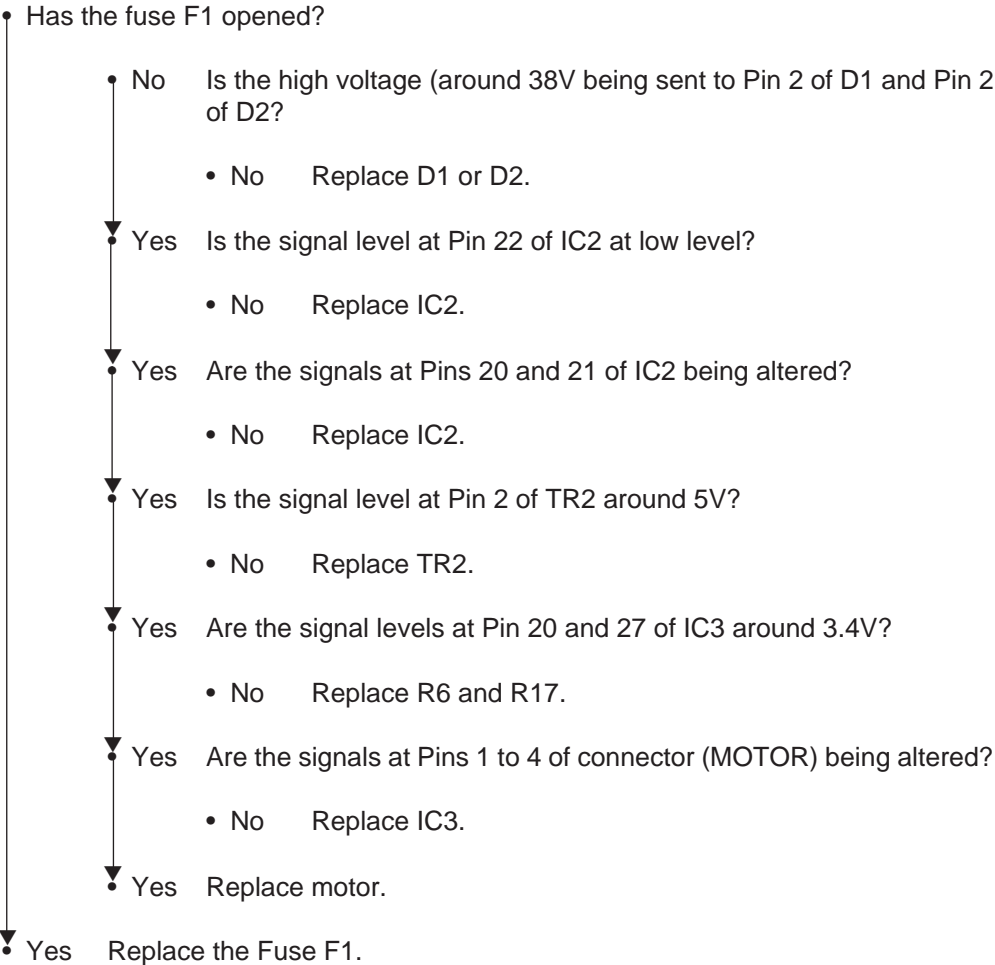 • Has the fuse F1 opened?
• No Is the high voltage (around 38V being sent to Pin 2 of D1 and Pin 2
of D2?
• No Replace D1 or D2.
• Yes Is the signal level at Pin 22 of IC2 at low level?
• No Replace IC2.
• Yes Are the signals at Pins 20 and 21 of IC2 being altered?
• No Replace IC2.
• Yes Is the signal level at Pin 2 of TR2 around 5V?
• No Replace TR2.
• Yes Are the signal levels at Pin 20 and 27 of IC3 around 3.4V?
• No Replace R6 and R17.
• Yes Are the signals at Pins 1 to 4 of connector (MOTOR) being altered?
• No Replace IC3.
• Yes Replace motor.
• Yes Replace the Fuse F1.